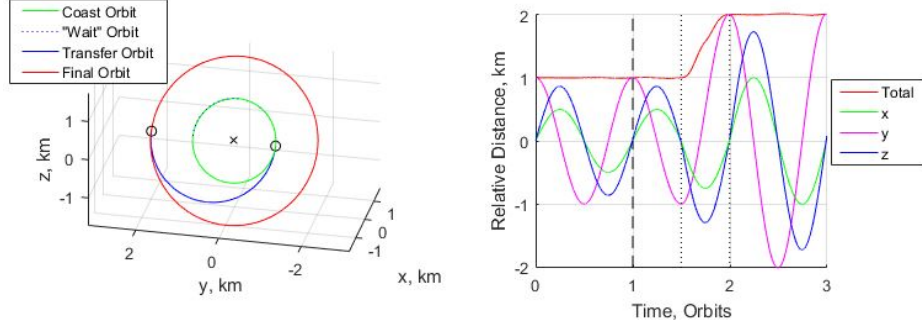 Coast Orbit
"Wait" Orbit
Transfer Orbit
Final Orbit
z, km
1
0
-1
2
0
-2
y, km
1
0
-1
x, km
Relative Distance, km
2
1
0
-1
-2
0
1
2
3
Time, Orbits
Total
x
y
z